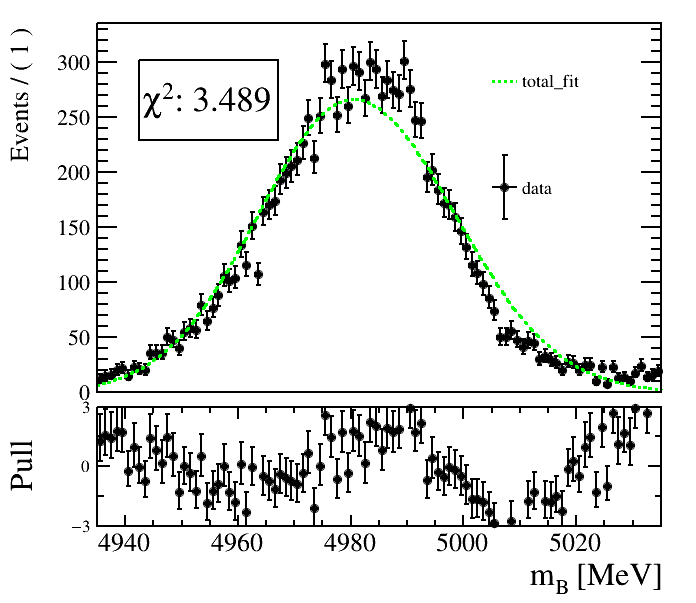 Events / ( 1 )
300
250
200
150
100
50
0
χ²: 3.489
total_fit
data
Pull
3
0
−3
4940 4960 4980 5000 5020
m_B [MeV]